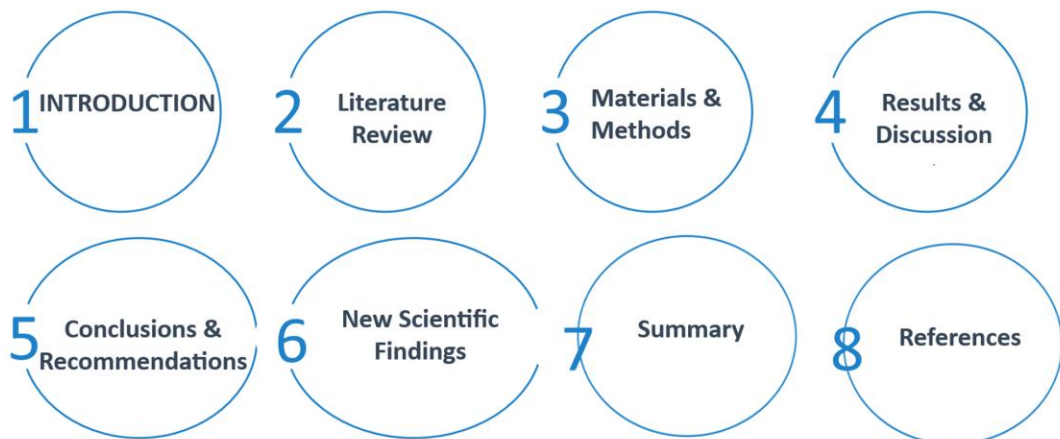 1 INTRODUCTION
2 Literature
Review
3 Materials &
Methods
4 Results &
Discussion
5 Conclusions &
Recommendations
6 New Scientific
Findings
7 Summary
8 References